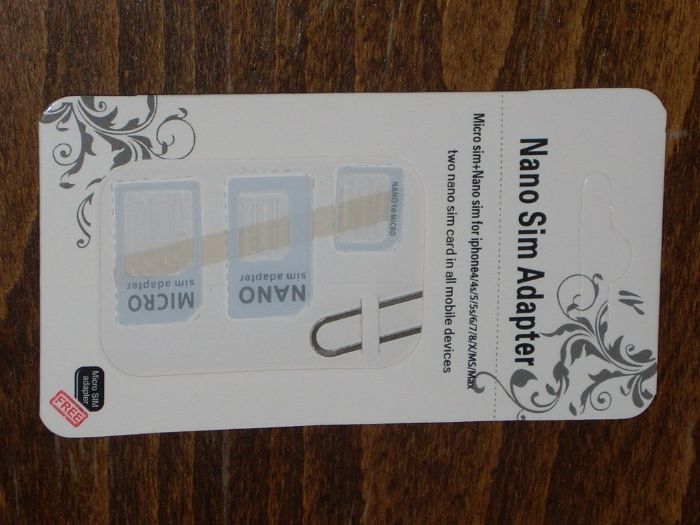 Nano Sim Adapter
Micro sim+Nano sim for iphone4/4s/5/5s/6/7/8/X/MS/Max
two nano sim card in all mobile devices
NANO to MICRO
NANO
sim adapter
MICRO
sim adapter
Micro SIM
adapter
FREE